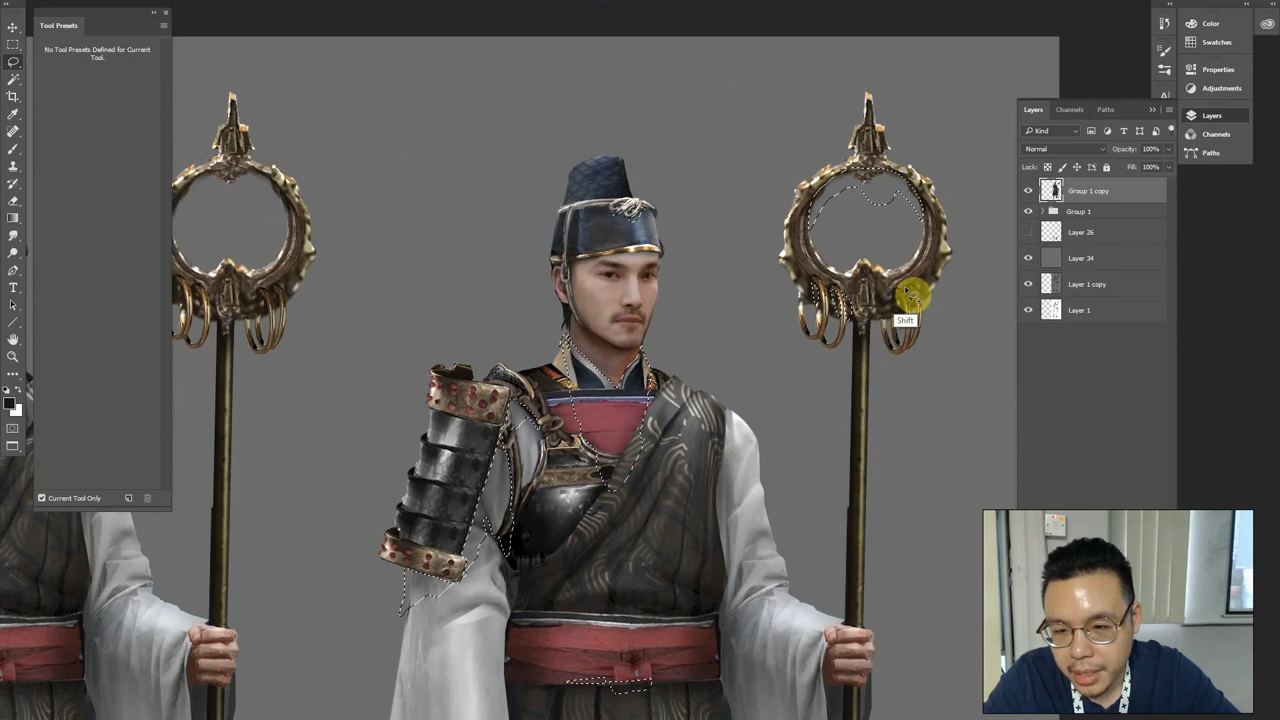 Tool Presets
No Tool Presets Defined for Current
Tool.
Current Tool Only
Shift
Color
Swatches
Properties
Adjustments
Layers
Channels
Paths
Layers Channels Paths
Kind
Normal Opacity: 100%
Lock: Fill: 100%
Group 1 copy
Group 1
Layer 26
Layer 34
Layer 1 copy
Layer 1